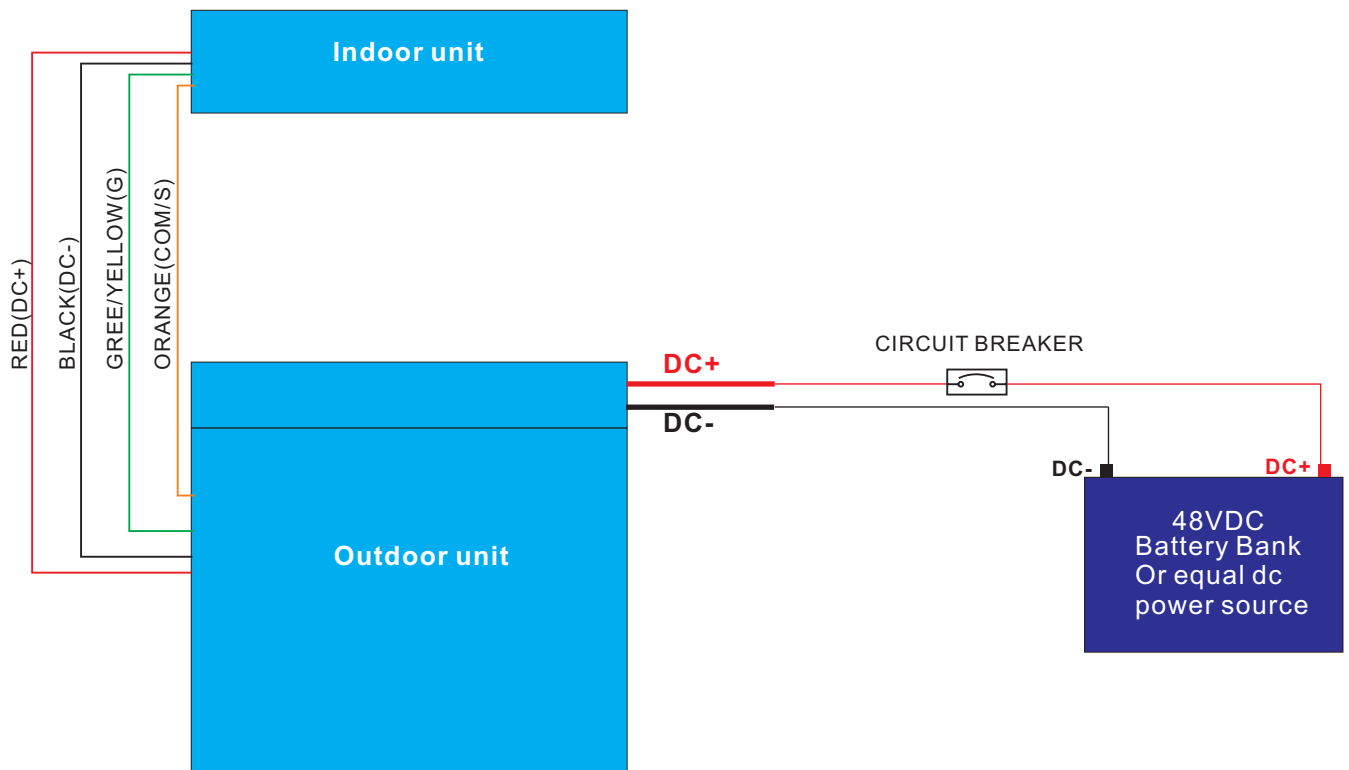 Indoor unit
RED(DC+)
BLACK(DC-)
GREE/YELLOW(G)
ORANGE(COM/S)
DC+
DC-
CIRCUIT BREAKER
DC-
DC+
48VDC
Battery Bank
Or equal dc
power source
Outdoor unit